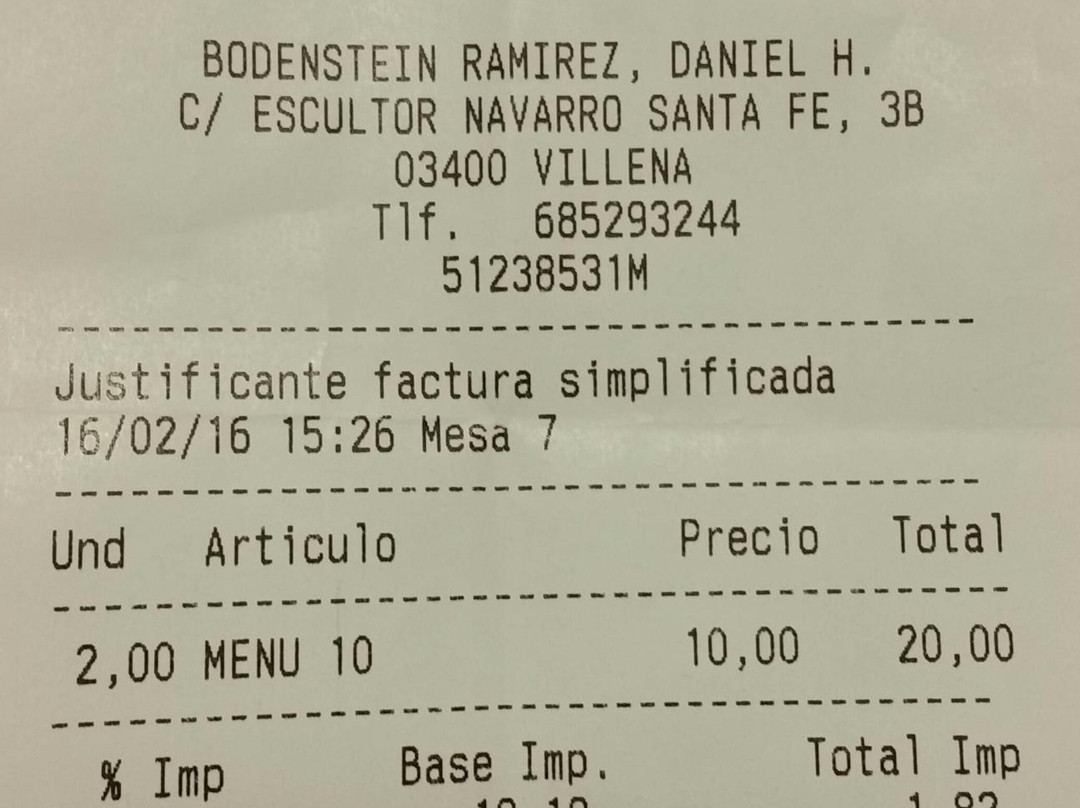 BODENSTEIN RAMIREZ, DANIEL H.
C/ ESCULTOR NAVARRO SANTA FE, 3B
03400 VILLENA
Tlf. 685293244
51238531M
Justificante factura simplificada
16/02/16 15:26 Mesa 7
Und Articulo Precio Total
2,00 MENU 10 10,00 20,00
% Imp Base Imp. Total Imp